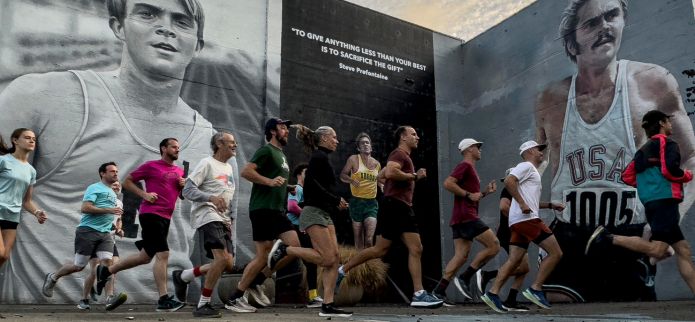 "TO GIVE ANYTHING LESS THAN YOUR BEST
IS TO SACRIFICE THE GIFT"
Steve Prefontaine
USA
1005